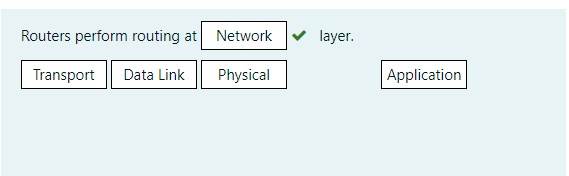 Routers perform routing at Network layer.
Transport Data Link Physical Application